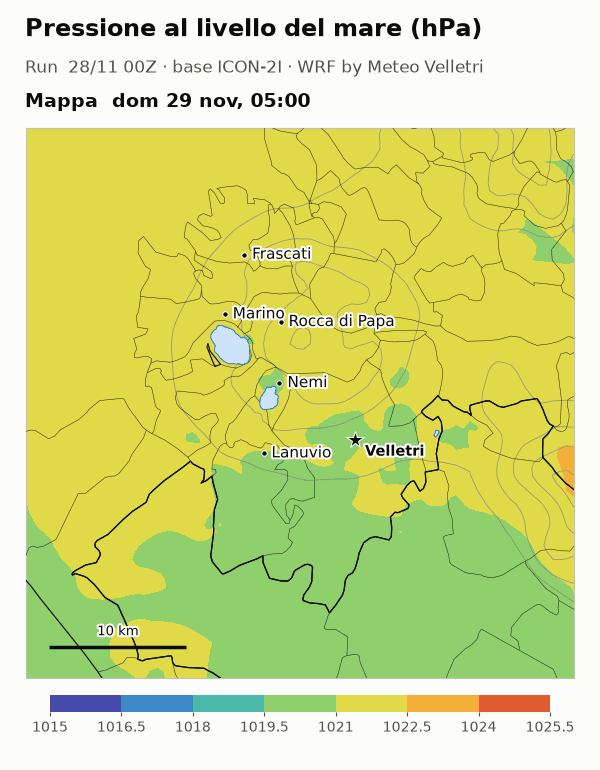 Pressione al livello del mare (hPa)
Run  28/11 00Z · base ICON-2I · WRF by Meteo Velletri
Mappa  dom 29 nov, 05:00
Frascati
Marino
Rocca di Papa
Nemi
Velletri
Lanuvio
10 km
1015 1016.5 1018 1019.5 1021 1022.5 1024 1025.5